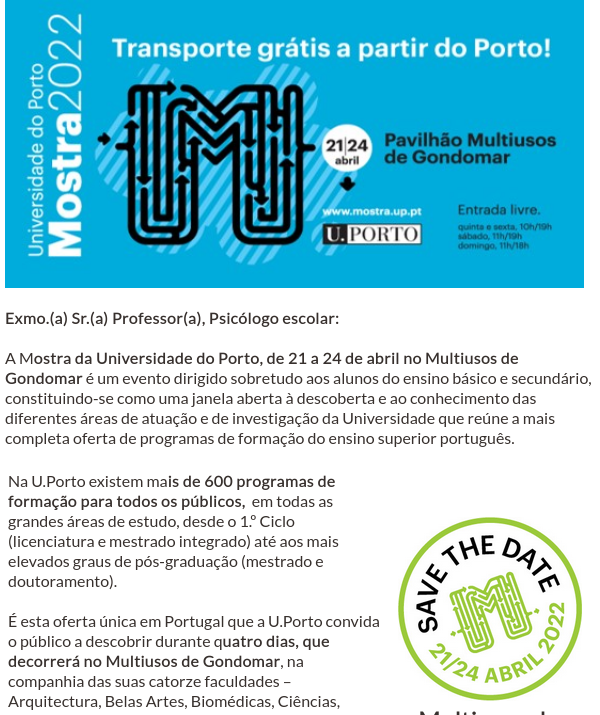 Universidade do Porto
Mostra2022
Transporte grátis a partir do Porto!
21|24
abril
Pavilhão Multiusos
de Gondomar
www.mostra.up.pt
U.PORTO
Entrada livre.
quinta e sexta, 10h/19h
sábado, 11h/19h
domingo, 11h/18h
Exmo.(a) Sr.(a) Professor(a), Psicólogo escolar:
A Mostra da Universidade do Porto, de 21 a 24 de abril no Multiusos de
Gondomar é um evento dirigido sobretudo aos alunos do ensino básico e secundário,
constituindo-se como uma janela aberta à descoberta e ao conhecimento das
diferentes áreas de atuação e de investigação da Universidade que reúne a mais
completa oferta de programas de formação do ensino superior português.
Na U.Porto existem mais de 600 programas de
formação para todos os públicos, em todas as
grandes áreas de estudo, desde o 1.º Ciclo
(licenciatura e mestrado integrado) até aos mais
elevados graus de pós-graduação (mestrado e
doutoramento).
É esta oferta única em Portugal que a U.Porto convida
o público a descobrir durante quatro dias, que
decorrerá no Multiusos de Gondomar, na
companhia das suas catorze faculdades –
Arquitectura, Belas Artes, Biomédicas, Ciências,
SAVE THE DATE
21/24 ABRIL 2022